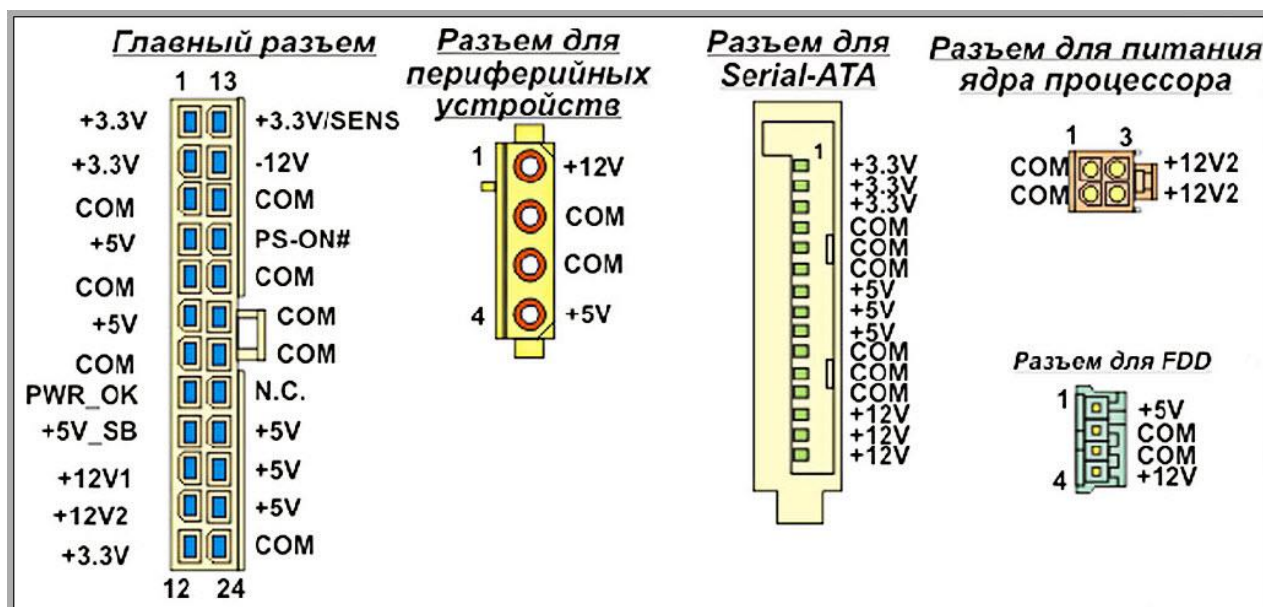 Главный разъем
1 13
+3.3V +3.3V/SENS
+3.3V -12V
COM COM
+5V PS-ON#
COM COM
+5V COM
COM COM
PWR_OK N.C.
+5V_SB +5V
+12V1 +5V
+12V2 +5V
+3.3V COM
12 24
Разъем для
периферийных
устройств
1 +12V
COM
COM
4 +5V
Разъем для
Serial-ATA
1
+3.3V
+3.3V
+3.3V
COM
COM
COM
+5V
+5V
+5V
COM
COM
COM
+12V
+12V
+12V
Разъем для питания
ядра процессора
1 3
COM +12V2
COM +12V2
Разъем для FDD
1 +5V
COM
COM
4 +12V